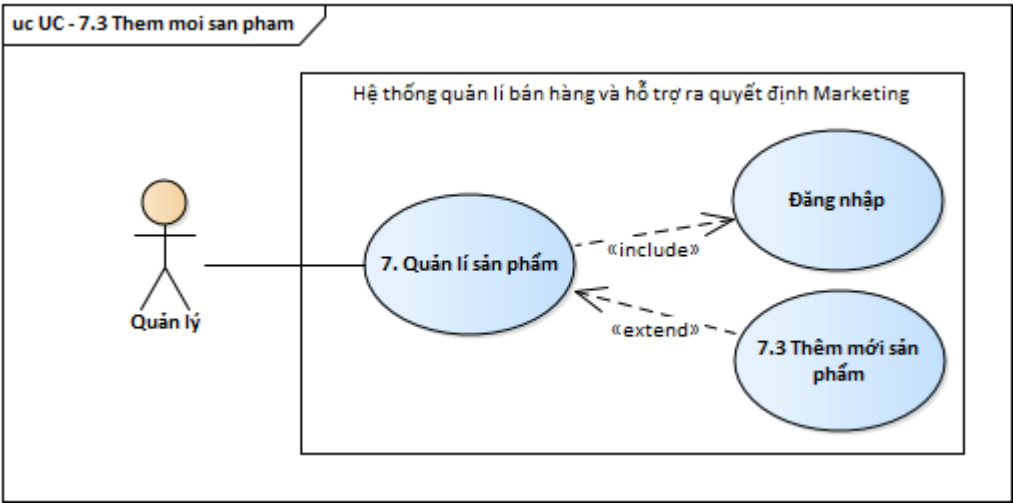 uc UC - 7.3 Them moi san pham
Hệ thống quản lí bán hàng và hỗ trợ ra quyết định Marketing
Đăng nhập
«include»
7. Quản lí sản phẩm
Quản lý
«extend»
7.3 Thêm mới sản
phẩm